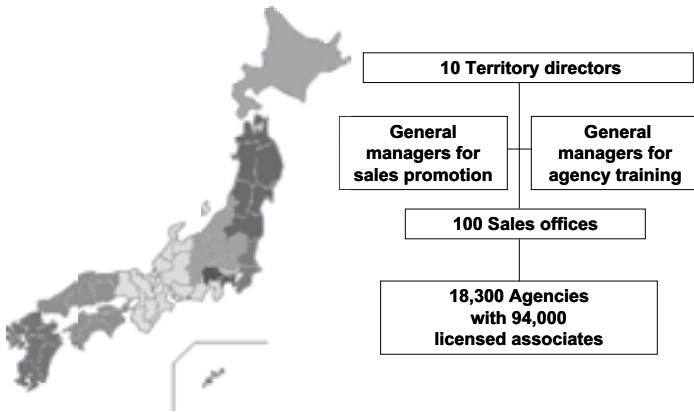 10 Territory directors
General
managers for
sales promotion
General
managers for
agency training
100 Sales offices
18,300 Agencies
with 94,000
licensed associates